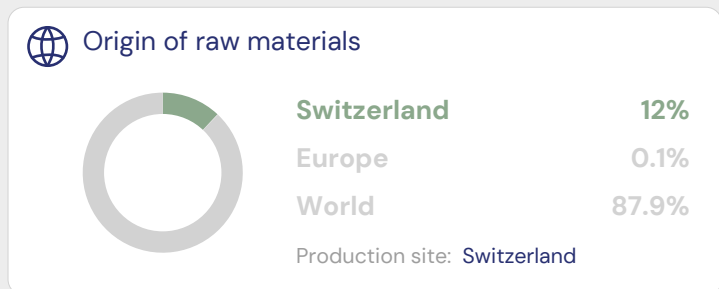 Origin of raw materials
Switzerland 12%
Europe 0.1%
World 87.9%
Production site: Switzerland